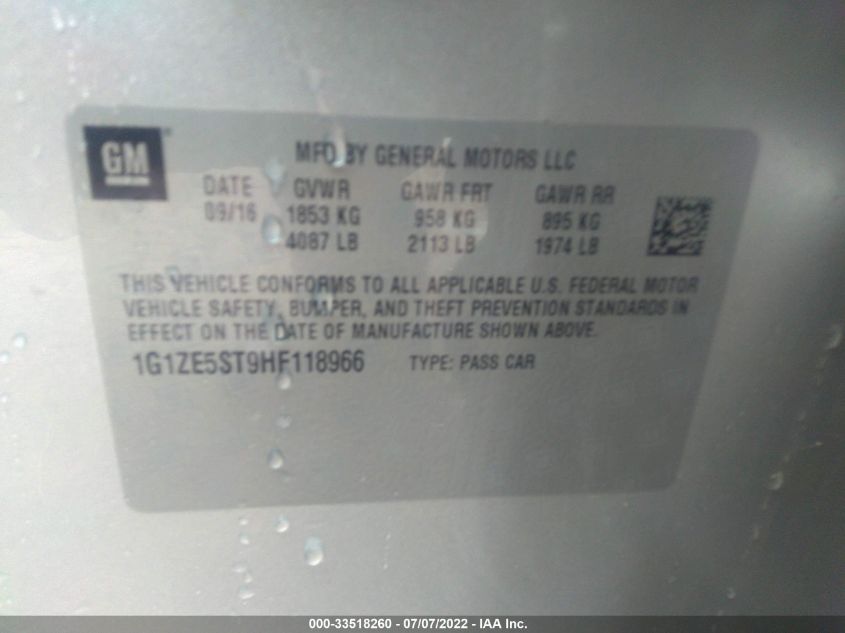 GM
MFD BY GENERAL MOTORS LLC
DATE GVWR GAWR FRT GAWR RR
09/16 1853 KG 958 KG 895 KG
4087 LB 2113 LB 1974 LB
THIS VEHICLE CONFORMS TO ALL APPLICABLE U.S. FEDERAL MOTOR
VEHICLE SAFETY, BUMPER, AND THEFT PREVENTION STANDARDS IN
EFFECT ON THE DATE OF MANUFACTURE SHOWN ABOVE.
1G1ZE5ST9HF118966 TYPE: PASS CAR
000-33518260 - 07/07/2022 - IAA Inc.